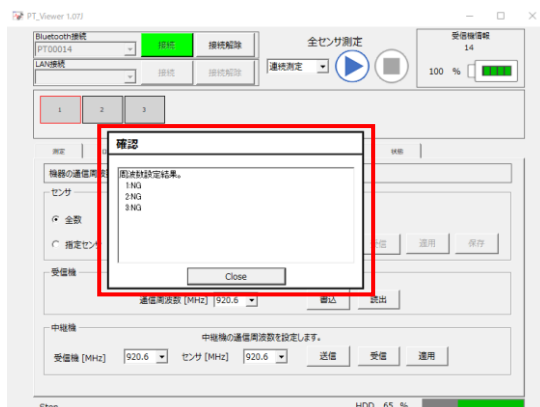 PT_Viewer 1.07J
Bluetooth接続
PT00014
接続
接続解除
LAN接続
接続
接続解除
全センサ測定
連続測定
受信機情報
14
100 %
1
2
3
測定
状態
機器の通信周波
確認
周波数設定結果。
1:NG
2:NG
3:NG
Close
センサ
全数
指定センサ
受信
適用
保存
受信機
通信周波数 [MHz]
920.6
書込
読出
中継機
中継機の通信周波数を設定します。
受信機 [MHz]
920.6
センサ [MHz]
920.6
送信
受信
適用
Stop
HDD 65 %